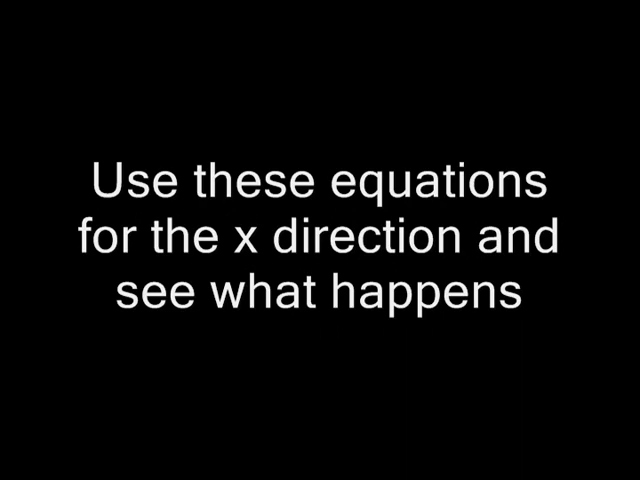 Use these equations
for the x direction and
see what happens